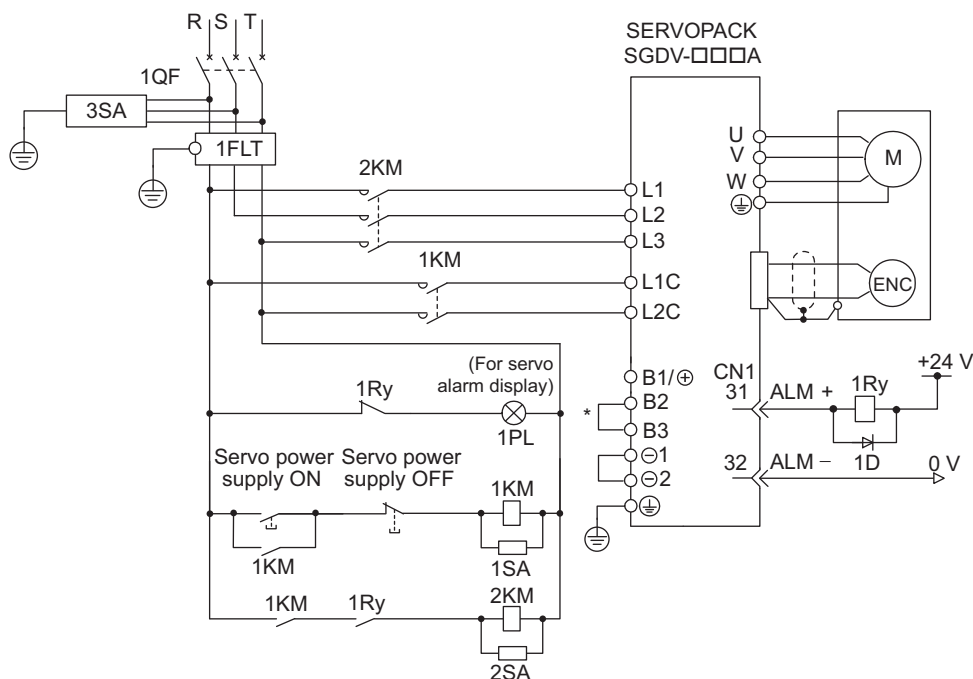 R S T
SERVOPACK
SGDV-□□□A
1QF
3SA
1FLT
2KM
L1
L2
L3
1KM
L1C
L2C
U
V
W
M
ENC
(For servo
alarm display)
1Ry
1PL
B1/⊕
B2
*
B3
⊖1
⊖2
CN1
31
ALM +
1Ry
+24 V
1D
32
ALM −
0 V
Servo power
supply ON
Servo power
supply OFF
1KM
1KM
1SA
1KM
1Ry
2KM
2SA